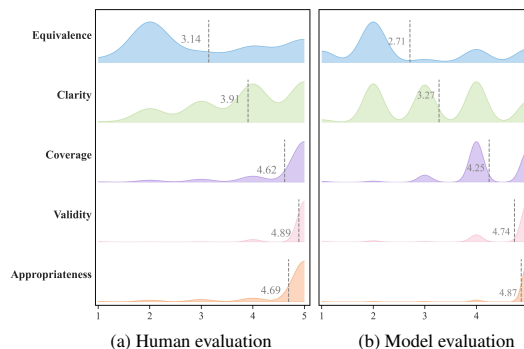 Equivalence
3.14
2.71
Clarity
3.91
3.27
Coverage
4.62
4.25
Validity
4.89
4.74
Appropriateness
4.69
4.87
1 2 3 4 5
1 2 3 4
(a) Human evaluation
(b) Model evaluation